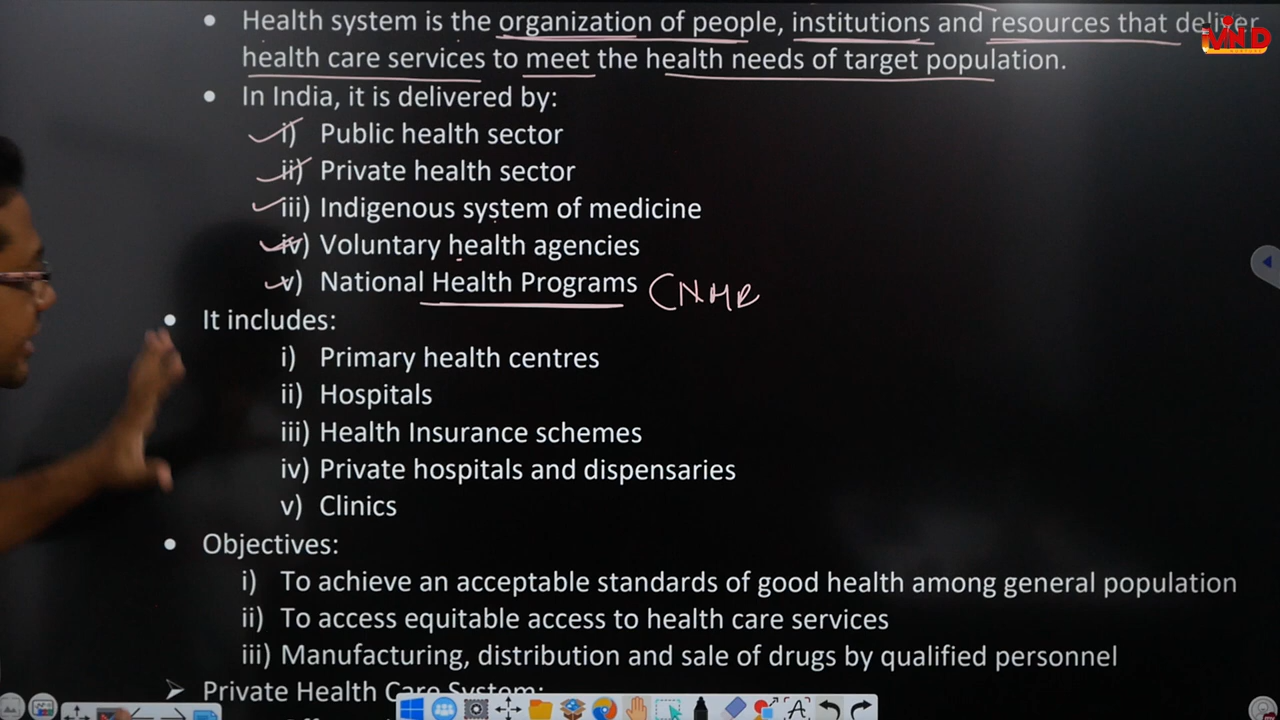 • Health system is the organization of people, institutions and resources that deliver
health care services to meet the health needs of target population.
• In India, it is delivered by:
i) Public health sector
ii) Private health sector
iii) Indigenous system of medicine
iv) Voluntary health agencies
v) National Health Programs
• It includes:
i) Primary health centres
ii) Hospitals
iii) Health Insurance schemes
iv) Private hospitals and dispensaries
v) Clinics
• Objectives:
i) To achieve an acceptable standards of good health among general population
ii) To access equitable access to health care services
iii) Manufacturing, distribution and sale of drugs by qualified personnel
➤ Private Health Care System: